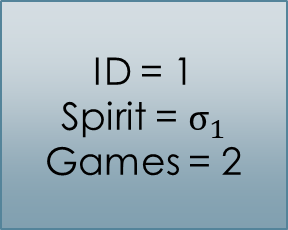 ID = 1
Spirit = σ₁
Games = 2